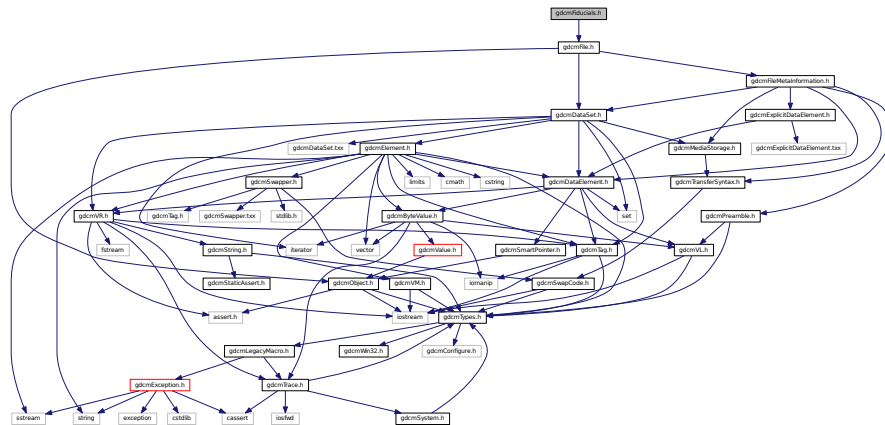 gdcmFiducials.h
gdcmFile.h
gdcmFileMetaInformation.h
gdcmDataSet.h
gdcmExplicitDataElement.h
gdcmDataSet.txx
gdcmElement.h
gdcmMediaStorage.h
gdcmExplicitDataElement.txx
gdcmSwapper.h
limits
cmath
cstring
gdcmDataElement.h
gdcmTransferSyntax.h
gdcmVR.h
gdcmTag.h
gdcmSwapper.txx
stdlib.h
gdcmByteValue.h
set
gdcmPreamble.h
fstream
gdcmString.h
iterator
vector
gdcmValue.h
gdcmSmartPointer.h
gdcmTag.h
gdcmVL.h
gdcmStaticAssert.h
gdcmObject.h
gdcmVM.h
iomanip
gdcmSwapCode.h
assert.h
iostream
gdcmTypes.h
gdcmLegacyMacro.h
gdcmWin32.h
gdcmConfigure.h
gdcmException.h
gdcmTrace.h
sstream
string
exception
cstdlib
cassert
iosfwd
gdcmSystem.h